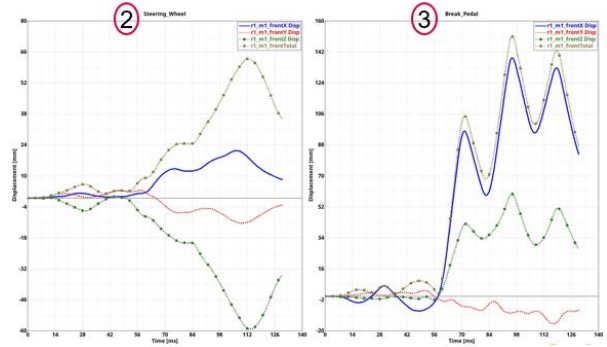 2
Steering_Wheel
r1_m1_frontX Disp
r1_m1_frontY Disp
r1_m1_frontZ Disp
r1_m1_frontTotal
80
66
52
38
24
10
-4
-18
-32
-46
-60
Displacement [mm]
0 14 28 42 56 70 84 98 112 126 140
Time [ms]
3
Break_Pedal
r1_m1_frontX Disp
r1_m1_frontY Disp
r1_m1_frontZ Disp
r1_m1_frontTotal
160
142
124
106
88
70
52
34
16
-2
-20
Displacement [mm]
0 14 28 42 56 70 84 98 112 126 140
Time [ms]